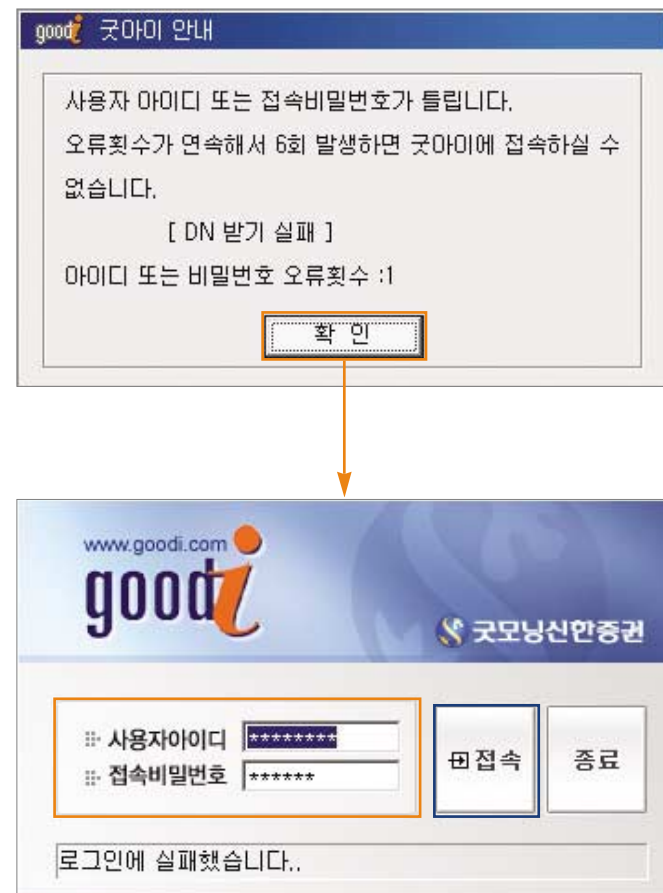 goodi 굿아이 안내
사용자 아이디 또는 접속비밀번호가 틀립니다.
오류횟수가 연속해서 6회 발생하면 굿아이에 접속하실 수
없습니다.
[ DN 받기 실패 ]
아이디 또는 비밀번호 오류횟수 :1
확 인
www.goodi.com
goodi
굿모닝신한증권
사용자아이디 ********
접속비밀번호 ******
접속 종료
로그인에 실패했습니다..